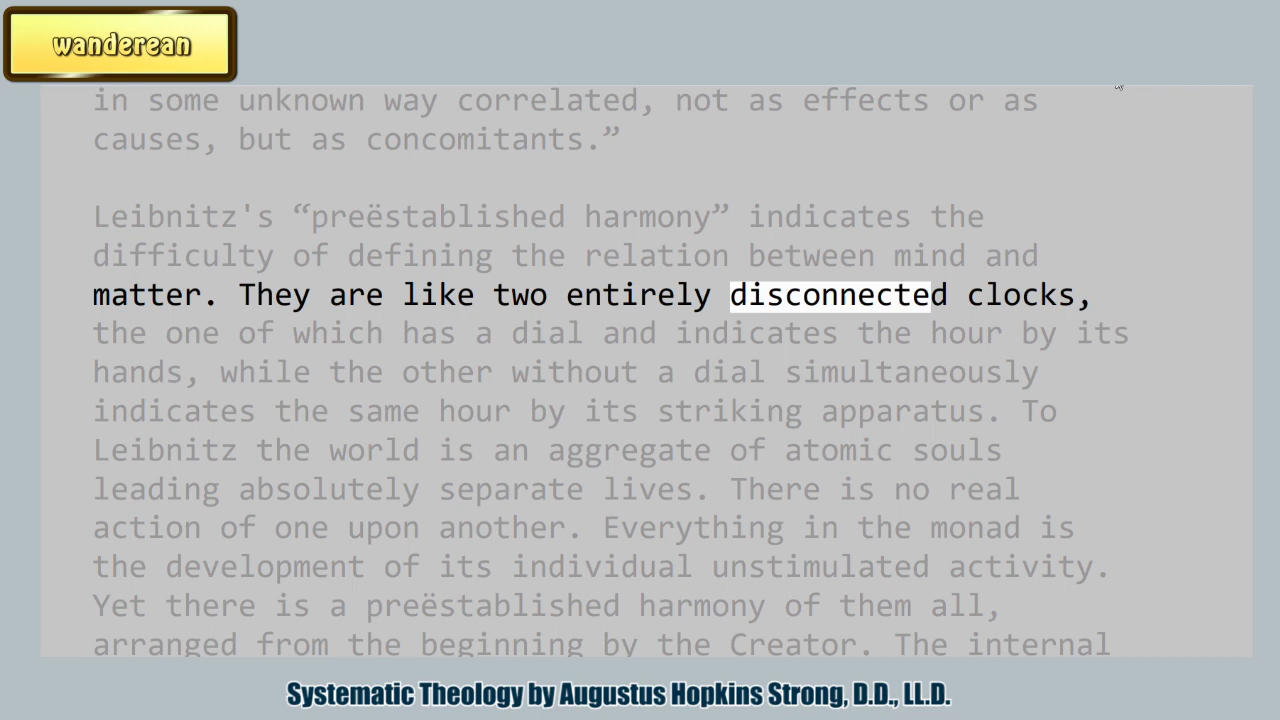 wanderean
in some unknown way correlated, not as effects or as
causes, but as concomitants.”
Leibnitz's “preëstablished harmony” indicates the
difficulty of defining the relation between mind and
matter. They are like two entirely disconnected clocks,
the one of which has a dial and indicates the hour by its
hands, while the other without a dial simultaneously
indicates the same hour by its striking apparatus. To
Leibnitz the world is an aggregate of atomic souls
leading absolutely separate lives. There is no real
action of one upon another. Everything in the monad is
the development of its individual unstimulated activity.
Yet there is a preëstablished harmony of them all,
arranged from the beginning by the Creator. The internal
Systematic Theology by Augustus Hopkins Strong, D.D., LL.D.